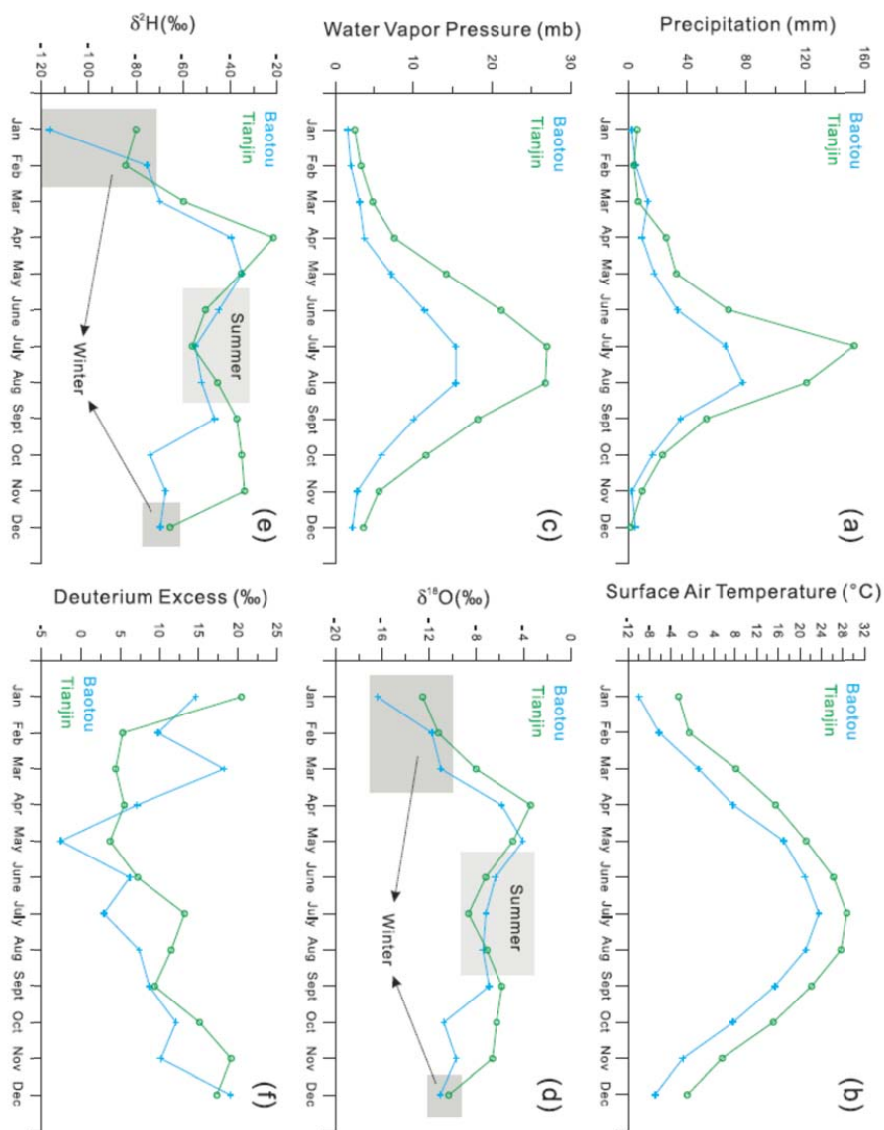 Precipitation (mm)
160
120
80
40
0
Baotou
Tianjin
(a)
Jan Feb Mar Apr May June July Aug Sept Oct Nov Dec
Surface Air Temperature (°C)
32
28
24
20
16
12
8
4
0
-4
-8
-12
Baotou
Tianjin
(b)
Jan Feb Mar Apr May June July Aug Sept Oct Nov Dec
Water Vapor Pressure (mb)
30
20
10
0
Baotou
Tianjin
(c)
Jan Feb Mar Apr May June July Aug Sept Oct Nov Dec
δ¹⁸O(‰)
0
-4
-8
-12
-16
-20
Baotou
Tianjin
Summer
Winter
(d)
Jan Feb Mar Apr May June July Aug Sept Oct Nov Dec
δ²H(‰)
-20
-40
-60
-80
-100
-120
Baotou
Tianjin
Summer
Winter
(e)
Jan Feb Mar Apr May June July Aug Sept Oct Nov Dec
Deuterium Excess (‰)
25
20
15
10
5
0
-5
Baotou
Tianjin
(f)
Jan Feb Mar Apr May June July Aug Sept Oct Nov Dec